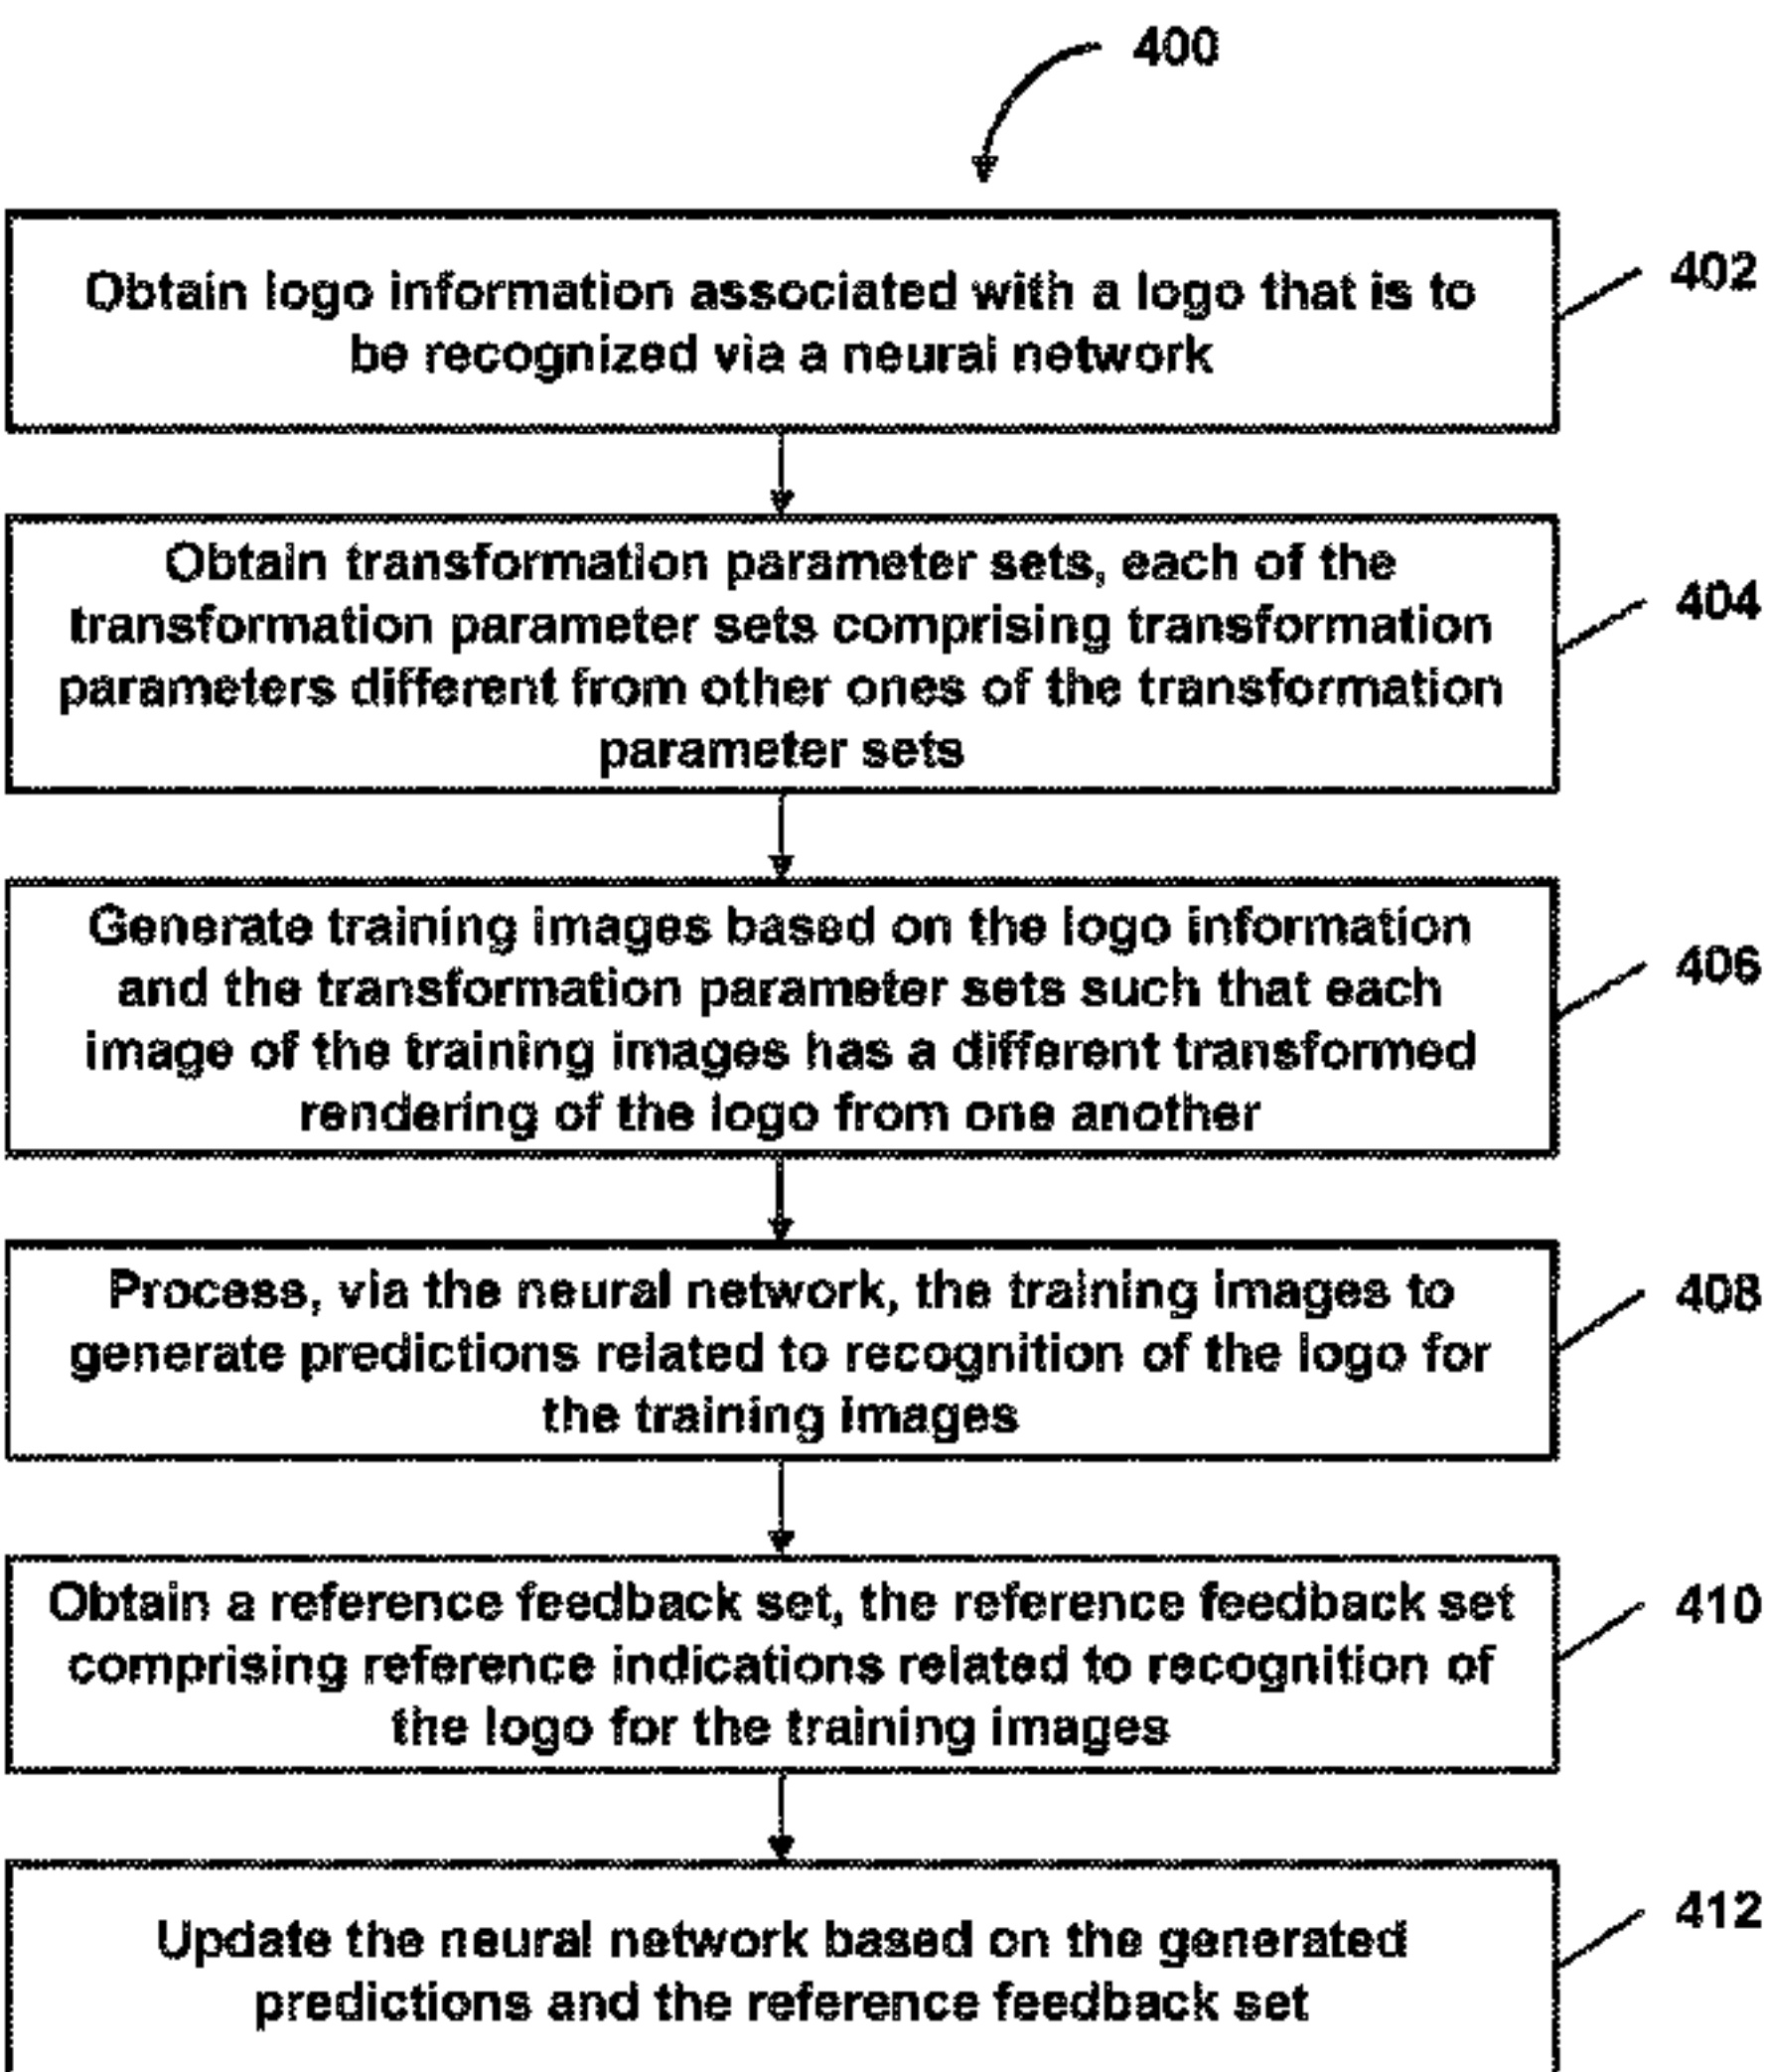 400
Obtain logo information associated with a logo that is to
be recognized via a neural network
402
Obtain transformation parameter sets, each of the
transformation parameter sets comprising transformation
parameters different from other ones of the transformation
parameter sets
404
Generate training images based on the logo information
and the transformation parameter sets such that each
image of the training images has a different transformed
rendering of the logo from one another
406
Process, via the neural network, the training images to
generate predictions related to recognition of the logo for
the training images
408
Obtain a reference feedback set, the reference feedback set
comprising reference indications related to recognition of
the logo for the training images
410
Update the neural network based on the generated
predictions and the reference feedback set
412